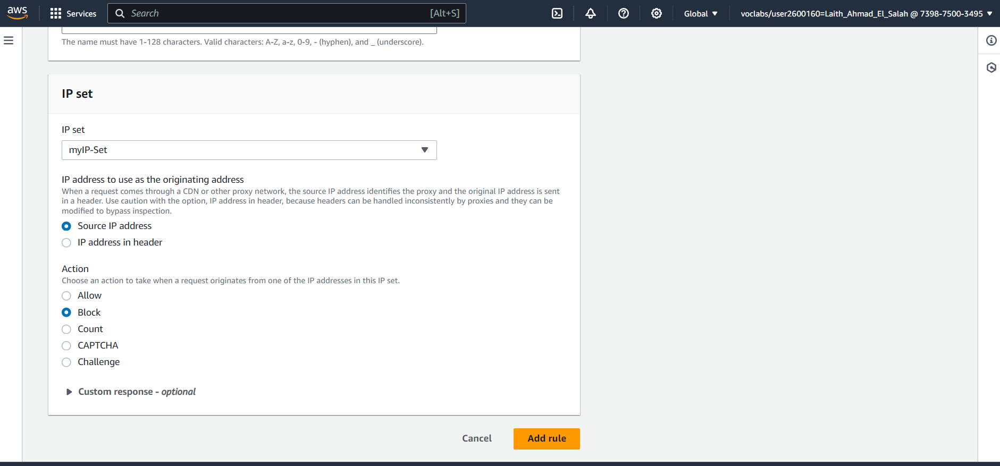 aws
Services
Search
[Alt+S]
Global
voclabs/user2600160=Laith_Ahmad_El_Salah @ 7398-7500-3495
The name must have 1-128 characters. Valid characters: A-Z, a-z, 0-9, - (hyphen), and _ (underscore).
IP set
IP set
myIP-Set
IP address to use as the originating address
When a request comes through a CDN or other proxy network, the source IP address identifies the proxy and the original IP address is sent
in a header. Use caution with the option, IP address in header, because headers can be handled inconsistently by proxies and they can be
modified to bypass inspection.
Source IP address
IP address in header
Action
Choose an action to take when a request originates from one of the IP addresses in this IP set.
Allow
Block
Count
CAPTCHA
Challenge
Custom response - optional
Cancel
Add rule